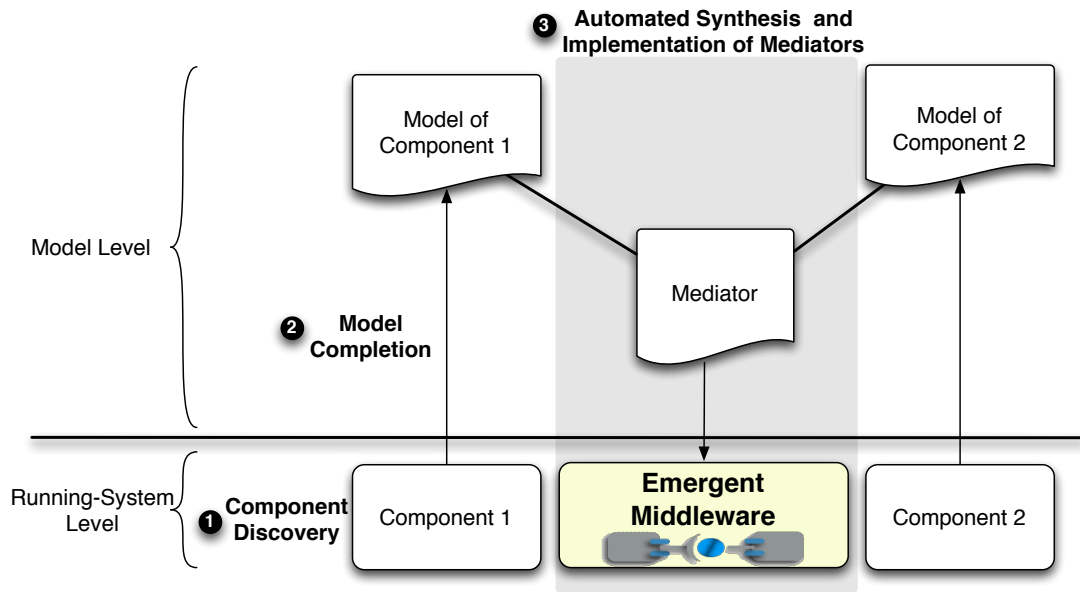 3 Automated Synthesis and
Implementation of Mediators
Model of
Component 1
Model of
Component 2
Model Level
Mediator
2 Model
Completion
Running-System
Level
1 Component
Discovery
Component 1
Emergent
Middleware
Component 2